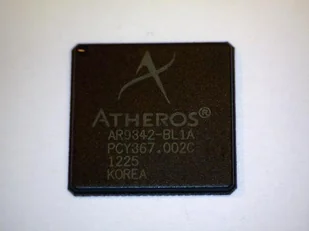 ATHEROS®
AR9342-BL1A
PCY367.002C
1225
KOREA